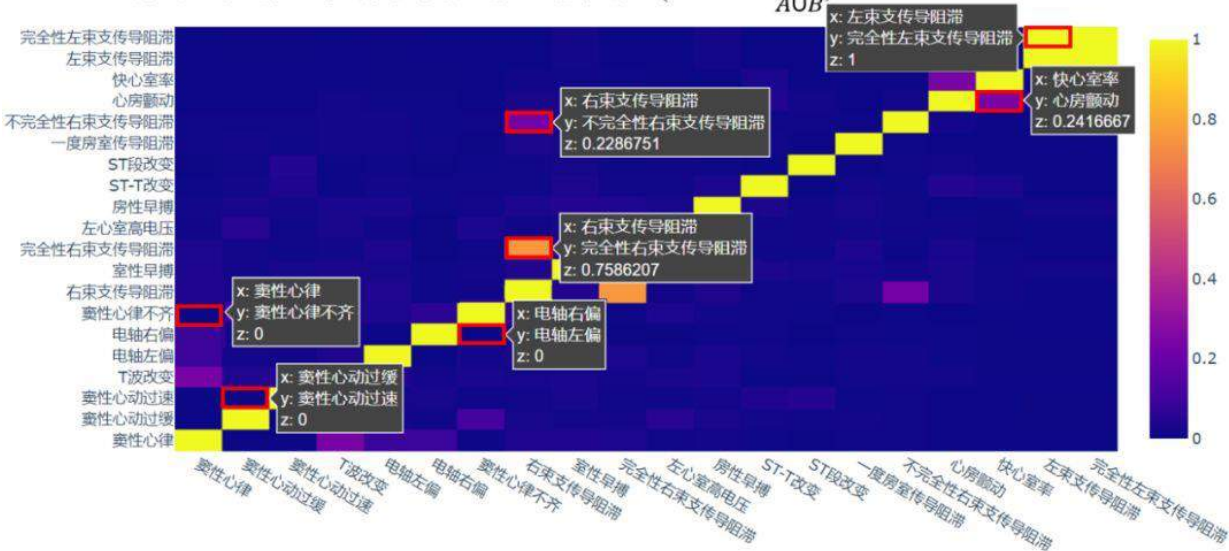 A∪B
x: 左束支传导阻滞
y: 完全性左束支传导阻滞
z: 1
完全性左束支传导阻滞
左束支传导阻滞
快心室率
心房颤动
不完全性右束支传导阻滞
一度房室传导阻滞
ST段改变
ST-T改变
房性早搏
左心室高电压
完全性右束支传导阻滞
室性早搏
右束支传导阻滞
窦性心律不齐
电轴右偏
电轴左偏
T波改变
窦性心动过速
窦性心动过缓
窦性心律
x: 快心室率
y: 心房颤动
z: 0.2416667
x: 右束支传导阻滞
y: 不完全性右束支传导阻滞
z: 0.2286751
x: 右束支传导阻滞
y: 完全性右束支传导阻滞
z: 0.7586207
x: 窦性心律
y: 窦性心律不齐
z: 0
x: 电轴右偏
y: 电轴左偏
z: 0
x: 窦性心动过缓
y: 窦性心动过速
z: 0
1
0.8
0.6
0.4
0.2
0
窦性心律
窦性心动过缓
窦性心动过速
T波改变
电轴左偏
电轴右偏
窦性心律不齐
右束支传导阻滞
室性早搏
完全性右束支传导阻滞
左心室高电压
房性早搏
ST-T改变
ST段改变
一度房室传导阻滞
不完全性右束支传导阻滞
心房颤动
快心室率
左束支传导阻滞
完全性左束支传导阻滞